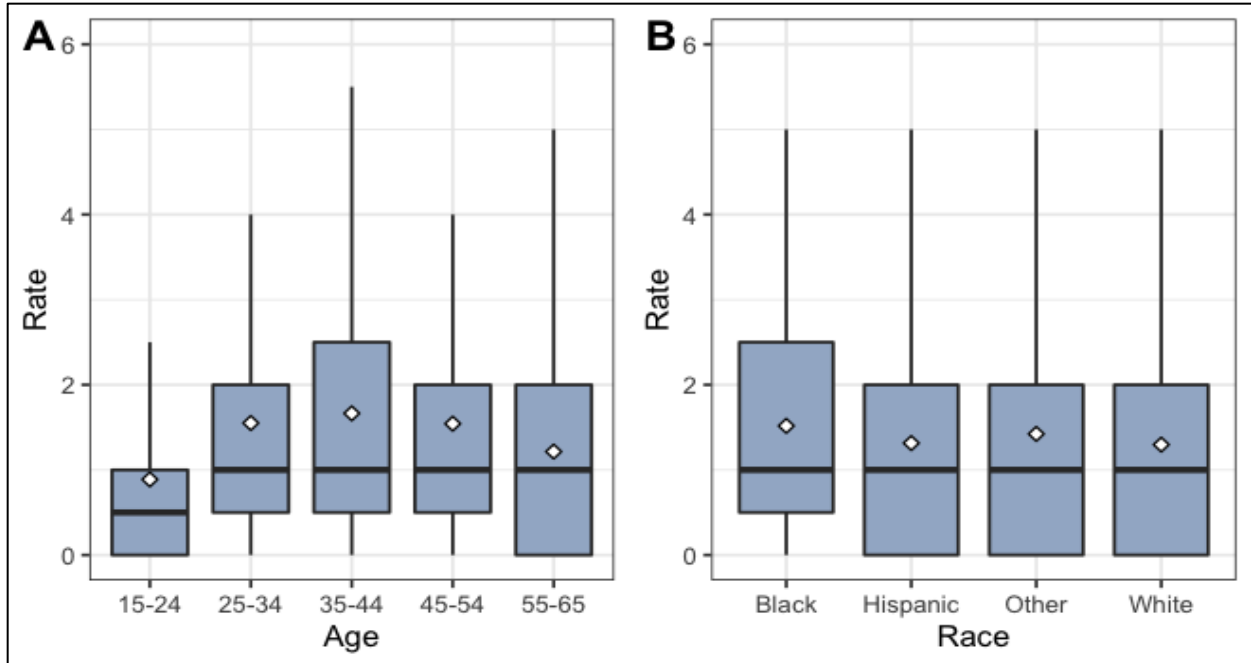 A
6
4
2
0
Rate
15-24 25-34 35-44 45-54 55-65
Age
B
6
4
2
0
Rate
Black Hispanic Other White
Race